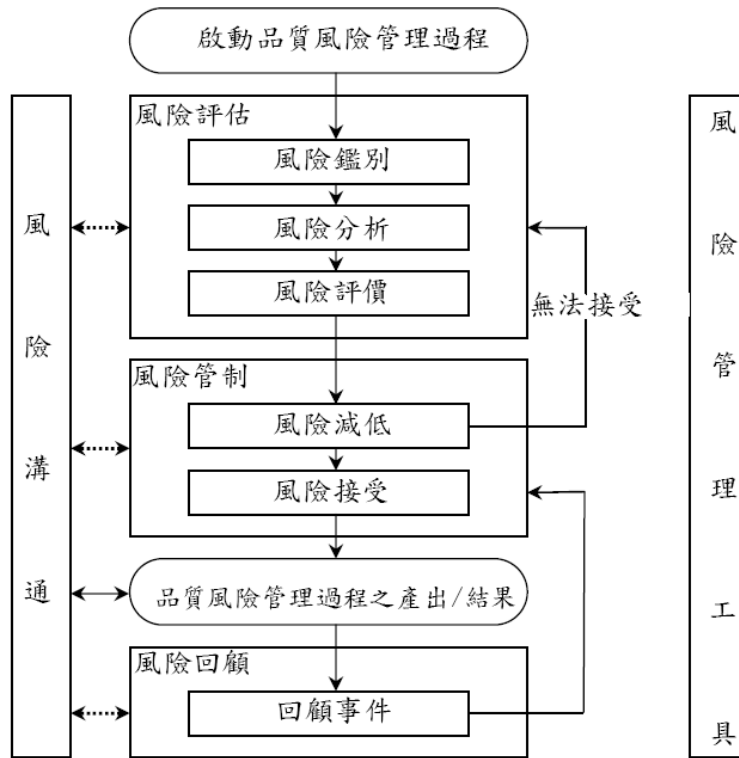 啟動品質風險管理過程
風險評估
風險鑑別
風險分析
風險評價
無法接受
風險管制
風險減低
風險接受
品質風險管理過程之產出/結果
風險回顧
回顧事件
風險溝通
風險管理工具